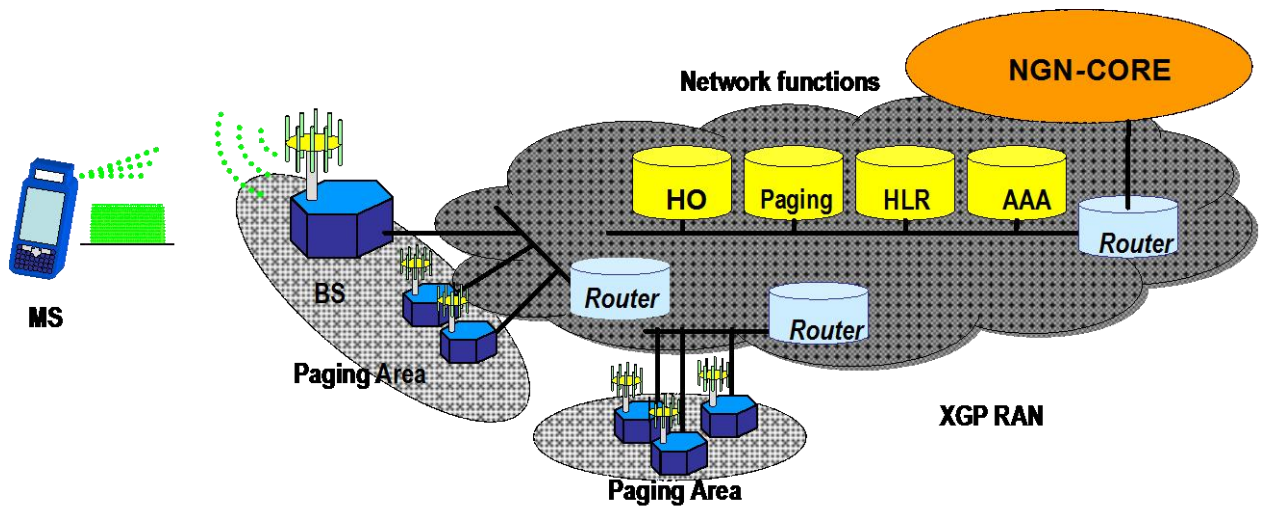 NGN-CORE
Network functions
HO
Paging
HLR
AAA
Router
MS
BS
Router
Router
Paging Area
XGP RAN
Paging Area